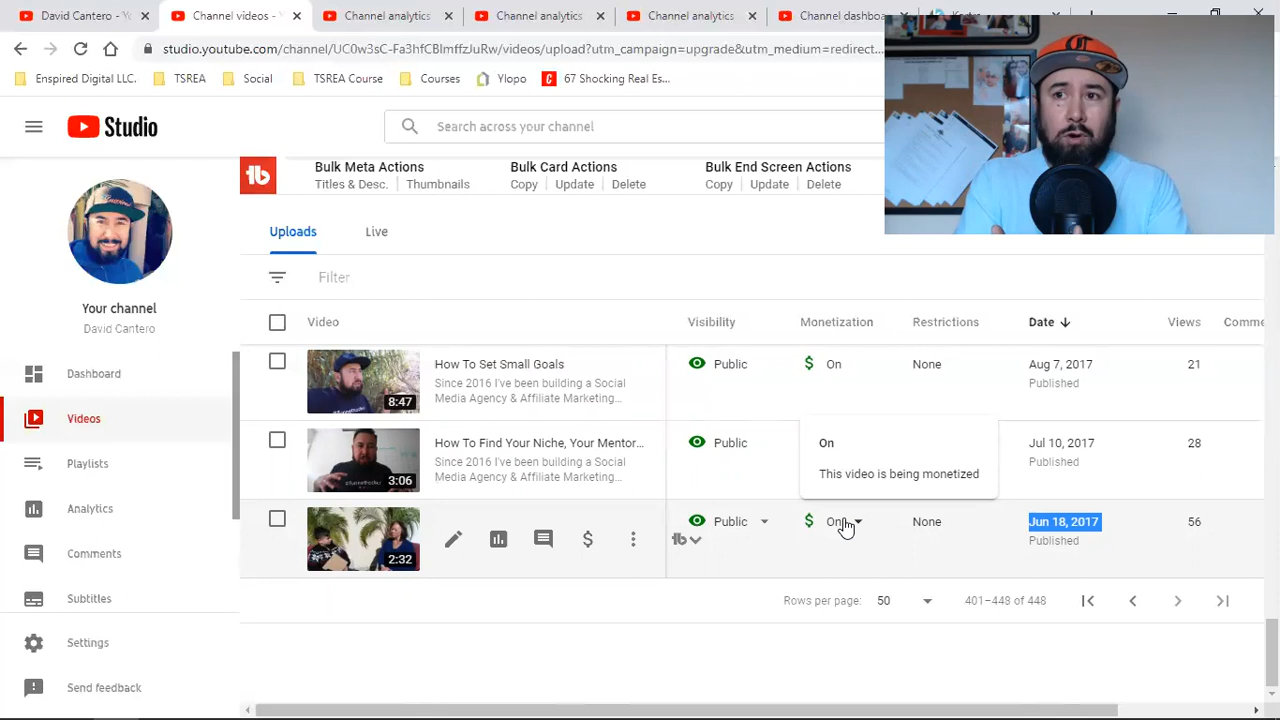 David Cantero - YouTube
Channel videos -
Channel analytics -
Channel analytics -
Channel analytics -
Channel dashb
studio.youtube.com/channel/
/videos/upload?utm_campaign=upgrade&utm_medium=redirect...
Enspired Digital LLC.
TSREA
Social
TSREA Course
Courses
Ylopo
67 Shocking Real Es...
Studio
Search across your channel
Bulk Meta Actions
Bulk Card Actions
Bulk End Screen Actions
Titles & Desc.
Thumbnails
Copy
Update
Delete
Copy
Update
Delete
Uploads
Live
Filter
Your channel
David Cantero
Video
Visibility
Monetization
Restrictions
Date
Views
Comme
8:47
How To Set Small Goals
Since 2016 I've been building a Social
Media Agency & Affiliate Marketing...
Public
$ On
None
Aug 7, 2017
Published
21
3:06
How To Find Your Niche, Your Mentor...
Since 2016 I've been building a Social
Media Agency & Affiliate Marketing...
Public
On
This video is being monetized
Jul 10, 2017
Published
28
2:32
Public
$ On
None
Jun 18, 2017
Published
56
Dashboard
Videos
Playlists
Analytics
Comments
Subtitles
Settings
Send feedback
Rows per page: 50
401–448 of 448